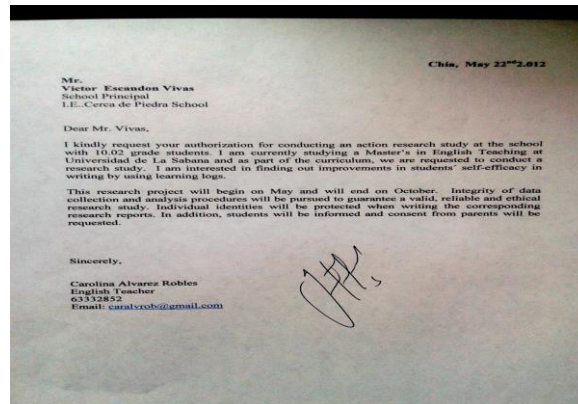 Chia, May 22nd 2.012
Mr.
Victor Escandon Vivas
School Principal
I.E..Cerca de Piedra School
Dear Mr. Vivas,
I kindly request your authorization for conducting an action research study at the school
with 10.02 grade students. I am currently studying a Master's in English Teaching at
Universidad de La Sabana and as part of the curriculum, we are requested to conduct a
research study. I am interested in finding out improvements in students´ self-efficacy in
writing by using learning logs.
This research project will begin on May and will end on October. Integrity of data
collection and analysis procedures will be pursued to guarantee a valid, reliable and ethical
research study. Individual identities will be protected when writing the corresponding
research reports. In addition, students will be informed and consent from parents will be
requested.
Sincerely,
Carolina Alvarez Robles
English Teacher
63332852
Email: caralvrob@gmail.com